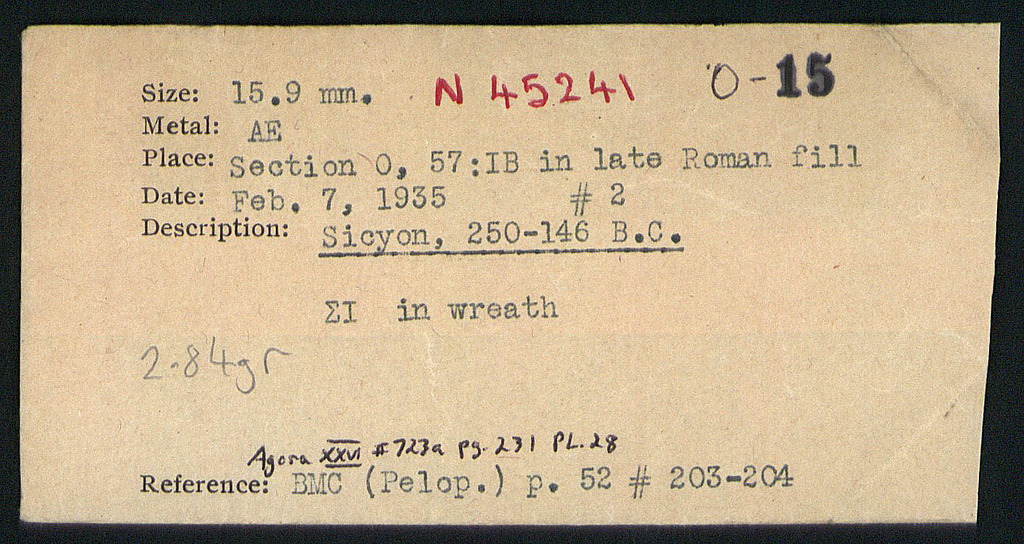 Size: 15.9 mm. N 45241 O-15
Metal: AE
Place: Section O, 57:IB in late Roman fill
Date: Feb. 7, 1935 # 2
Description: Sicyon, 250-146 B.C.
ΣΙ in wreath
2.84gr
Agora XXVI #723a pg. 231 PL. 28
Reference: BMC (Pelop.) p. 52 # 203-204